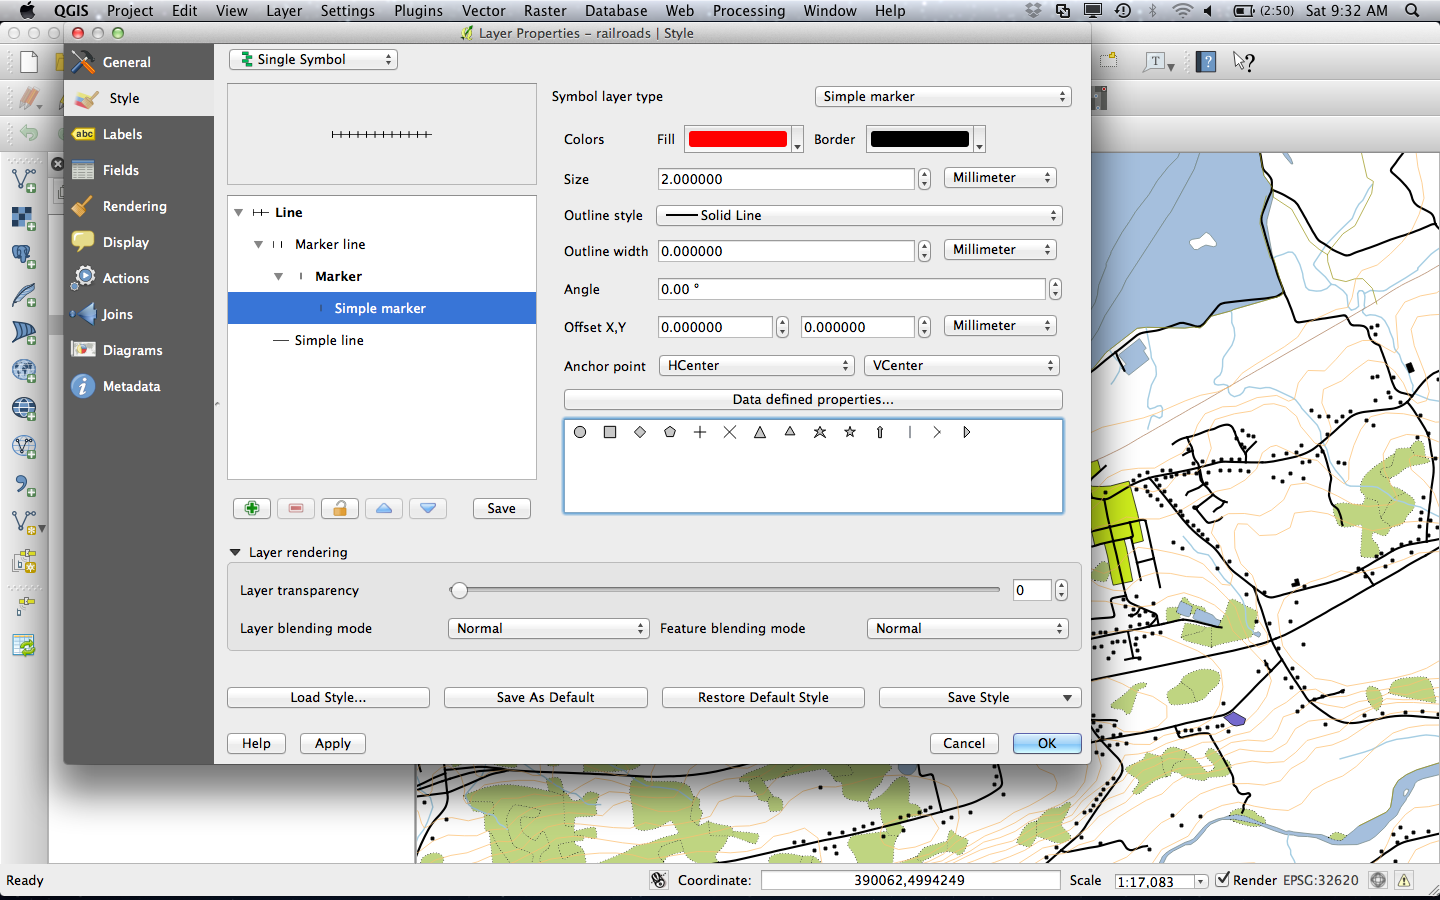 QGIS Project Edit View Layer Settings Plugins Vector Raster Database Web Processing Window Help (2:50) Sat 9:32 AM
Layer Properties - railroads | Style
General
Style
abc Labels
Fields
Rendering
Display
Actions
Joins
Diagrams
Metadata
Single Symbol
Line
Marker line
Marker
Simple marker
Simple line
Save
Symbol layer type Simple marker
Colors Fill Border
Size 2.000000 Millimeter
Outline style Solid Line
Outline width 0.000000 Millimeter
Angle 0.00 °
Offset X,Y 0.000000 0.000000 Millimeter
Anchor point HCenter VCenter
Data defined properties...
Layer rendering
Layer transparency 0
Layer blending mode Normal Feature blending mode Normal
Load Style... Save As Default Restore Default Style Save Style
Help Apply Cancel OK
T
?
?
Ready Coordinate: 390062,4994249 Scale 1:17,083 Render EPSG:32620